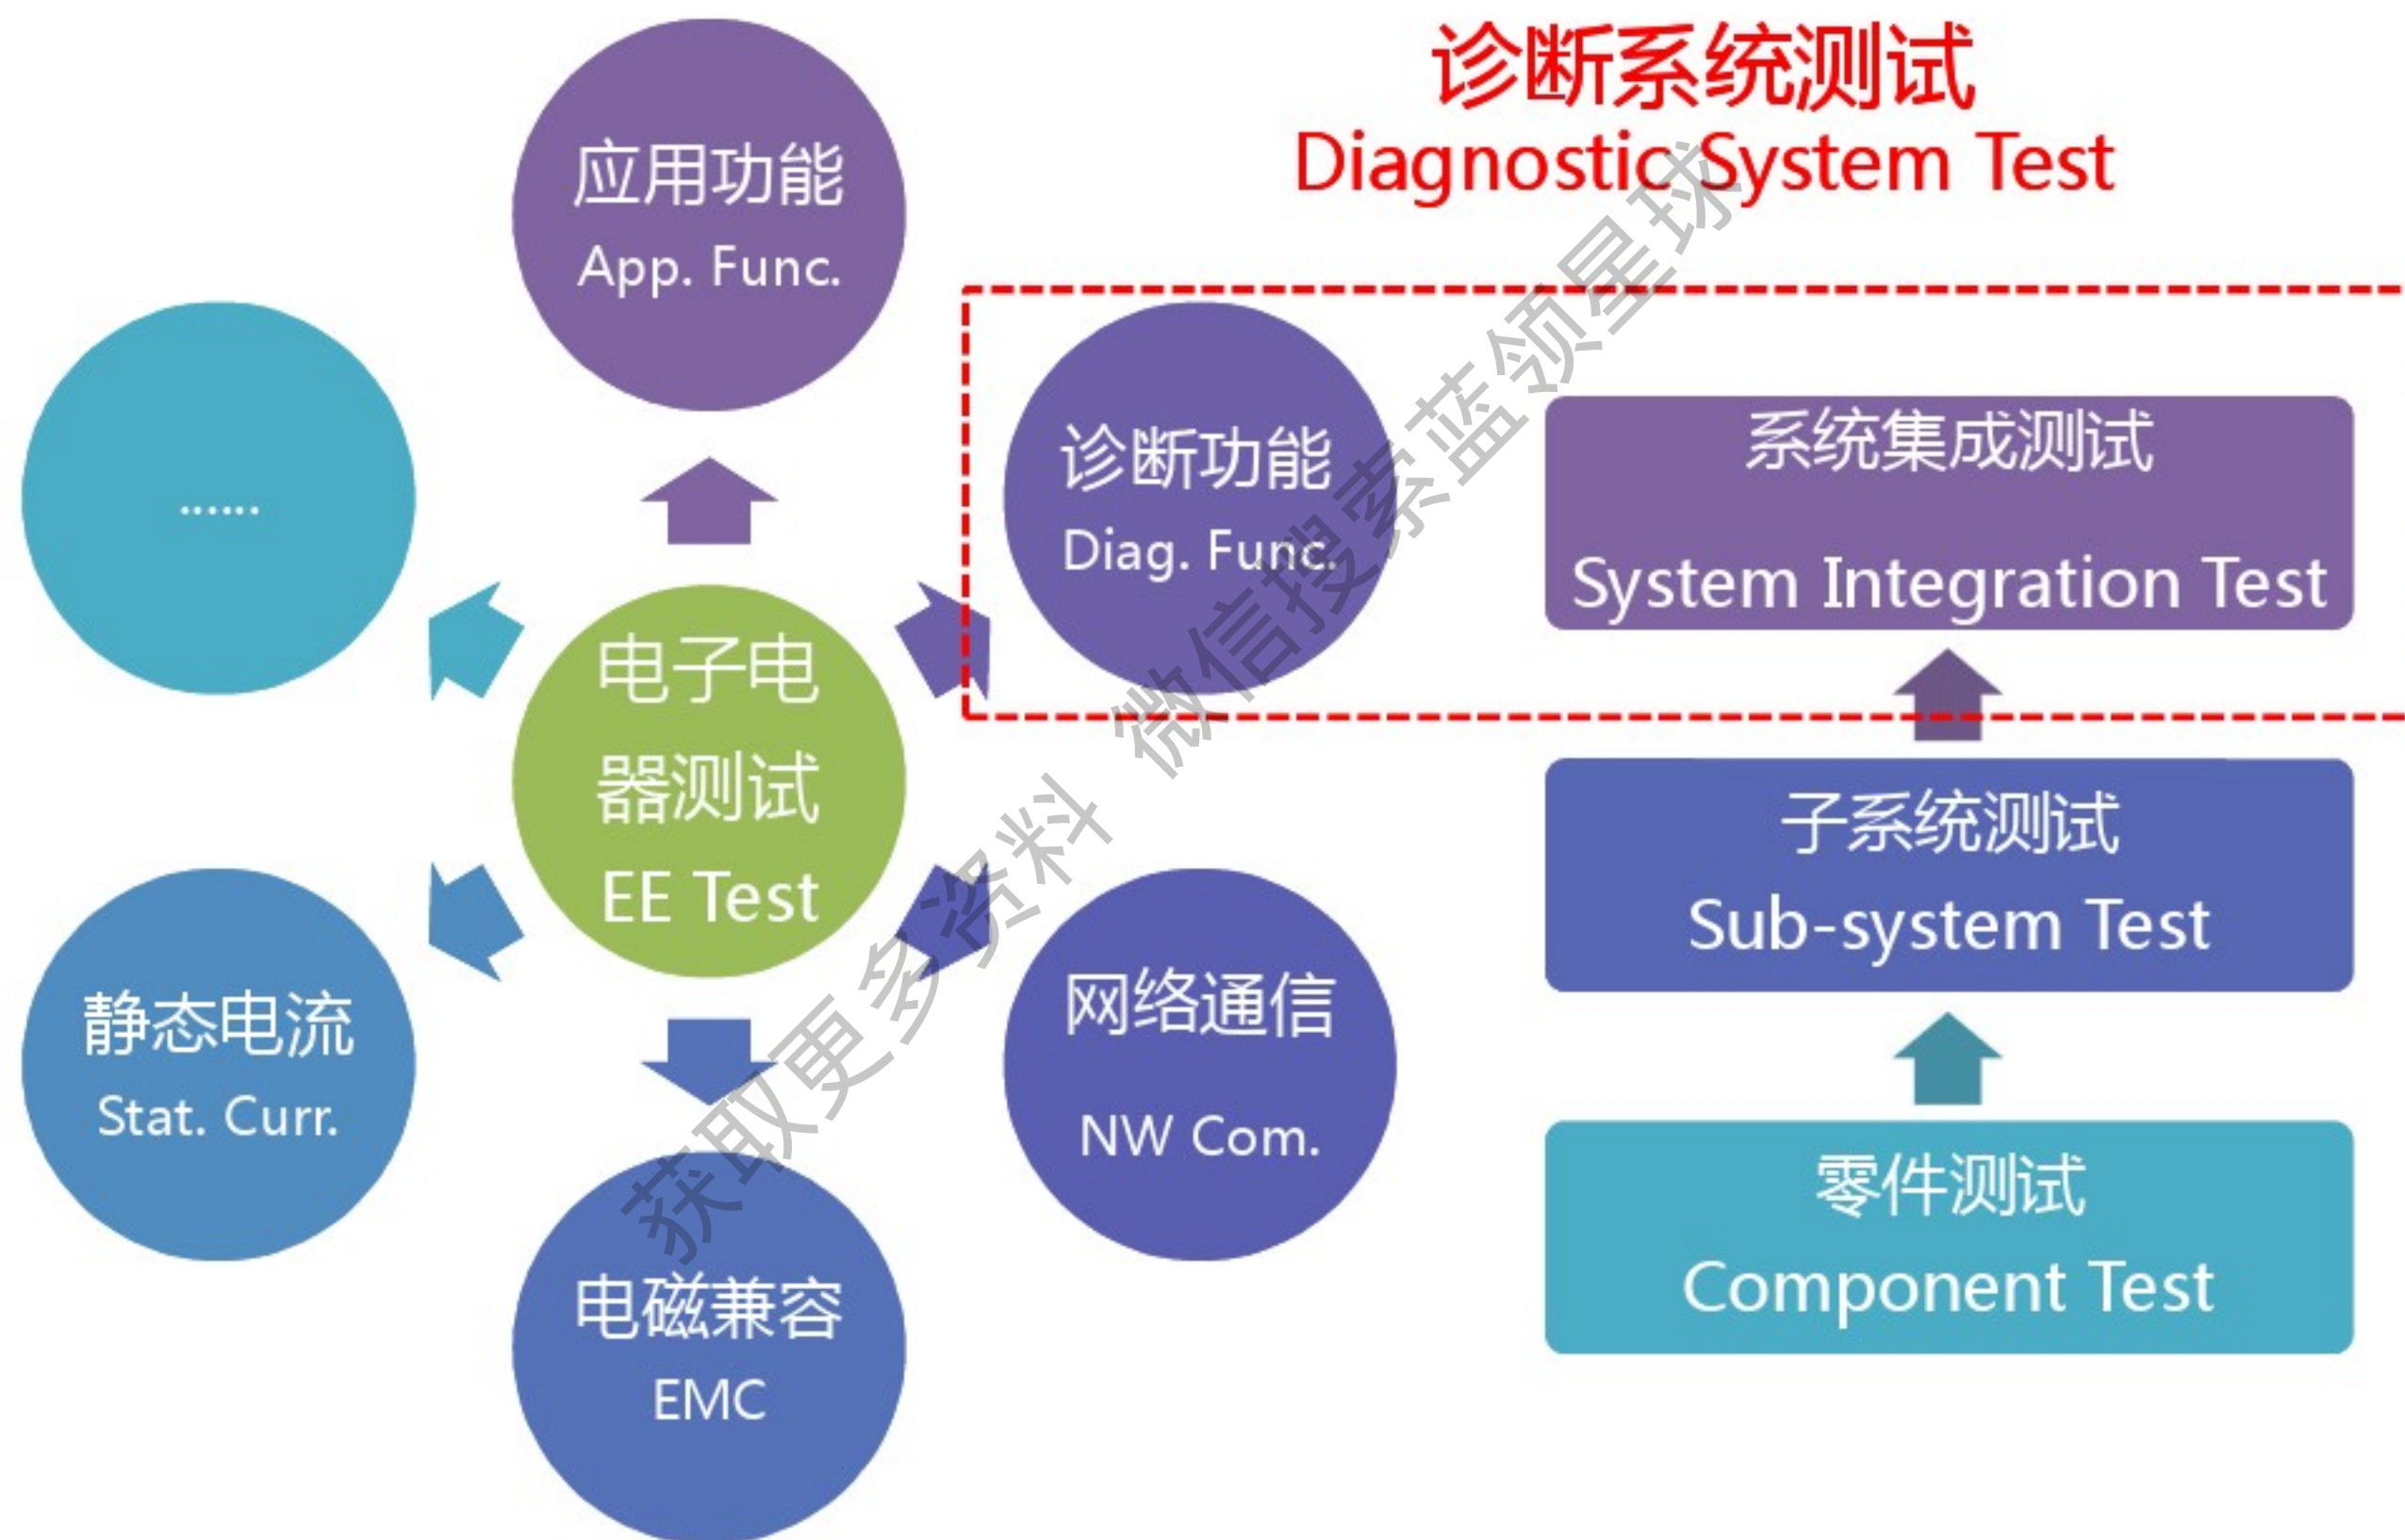 诊断系统测试
Diagnostic System Test
应用功能
App. Func.
......
诊断功能
Diag. Func.
系统集成测试
System Integration Test
电子电
器测试
EE Test
子系统测试
Sub-system Test
静态电流
Stat. Curr.
网络通信
NW Com.
零件测试
Component Test
电磁兼容
EMC
获取更多资料 微信搜索蓝领星球